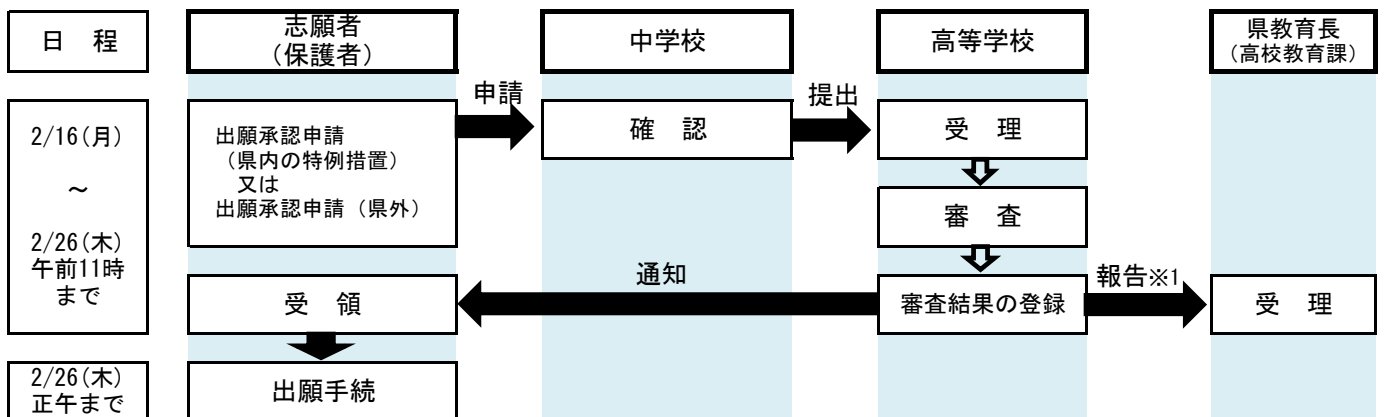 日　程
志願者
（保護者）
中学校
高等学校
県教育長
（高校教育課）
2/16(月)
～
2/26(木)
午前11時
まで
出願承認申請
（県内の特例措置）
又は
出願承認申請（県外）
申請
確　認
提出
受　理
審　査
審査結果の登録
報告※1
受　理
通知
受　領
2/26(木)
正午まで
出願手続